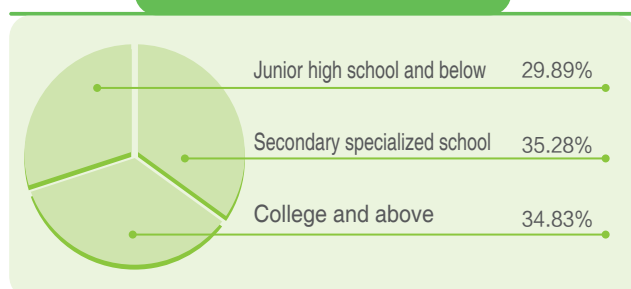 Junior high school and below 29.89%
Secondary specialized school 35.28%
College and above 34.83%